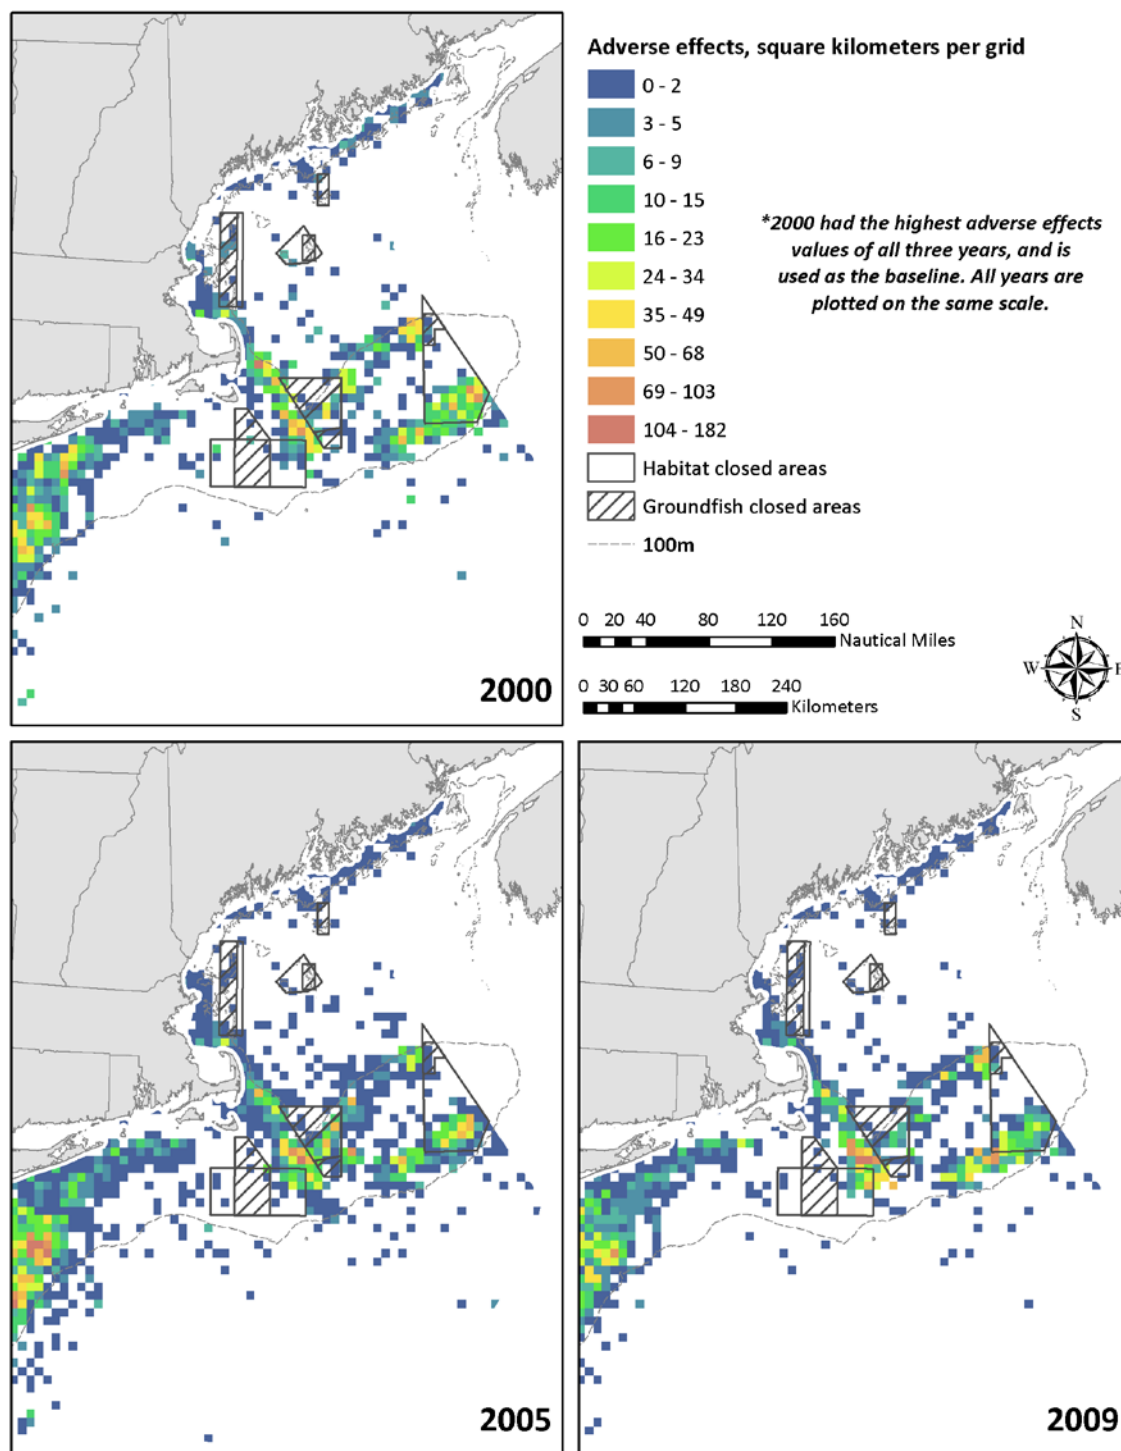 Adverse effects, square kilometers per grid
0 - 2
3 - 5
6 - 9
10 - 15
16 - 23
24 - 34
35 - 49
50 - 68
69 - 103
104 - 182
Habitat closed areas
Groundfish closed areas
100m
*2000 had the highest adverse effects
values of all three years, and is
used as the baseline. All years are
plotted on the same scale.
0 20 40 80 120 160
Nautical Miles
0 30 60 120 180 240
Kilometers
N
W E
S
2000
2005
2009